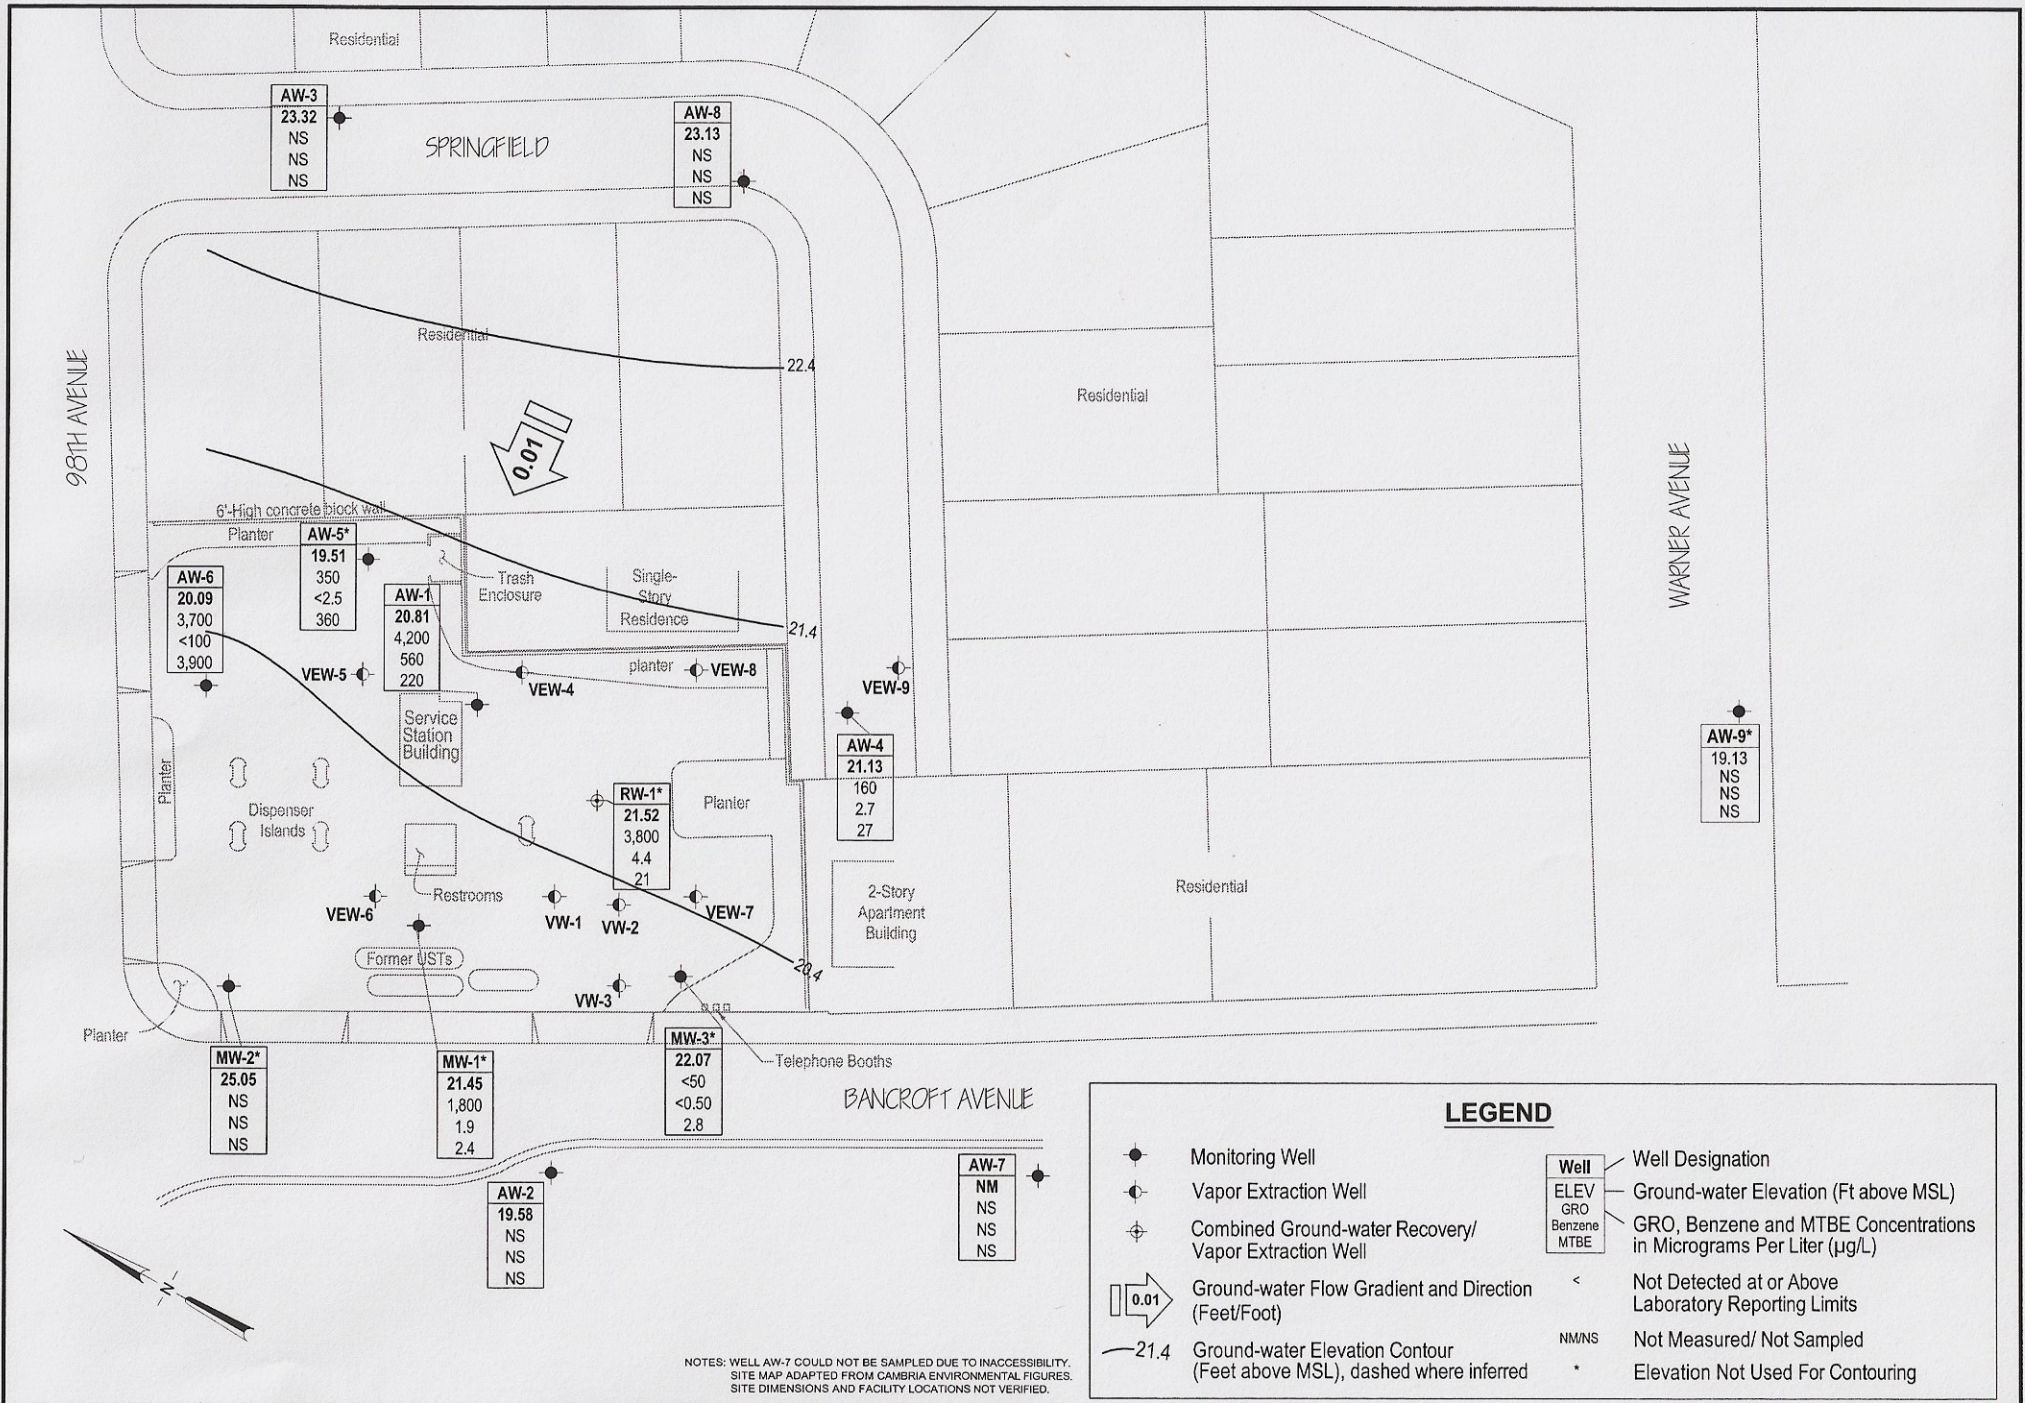 Residential
AW-3
23.32
NS
NS
NS
SPRINGFIELD
AW-8
23.13
NS
NS
NS
98TH AVENUE
Residential
22.4
0.01
Residential
WARNER AVENUE
6'-High concrete block wall
Planter
AW-5*
19.51
350
<2.5
360
AW-6
20.09
3,700
<100
3,900
AW-1
20.81
4,200
560
220
Trash
Enclosure
Single-
Story
Residence
21.4
VEW-5
VEW-4
planter
VEW-8
VEW-9
Service
Station
Building
AW-4
21.13
160
2.7
27
AW-9*
19.13
NS
NS
NS
Planter
Dispenser
Islands
RW-1*
21.52
3,800
4.4
21
Planter
Restrooms
VEW-6
VW-1
VW-2
VEW-7
2-Story
Apartment
Building
Residential
Former USTs
20.4
VW-3
Planter
MW-2*
25.05
NS
NS
NS
MW-1*
21.45
1,800
1.9
2.4
MW-3*
22.07
<50
<0.50
2.8
Telephone Booths
BANCROFT AVENUE
AW-2
19.58
NS
NS
NS
AW-7
NM
NS
NS
NS
N
NOTES: WELL AW-7 COULD NOT BE SAMPLED DUE TO INACCESSIBILITY.
SITE MAP ADAPTED FROM CAMBRIA ENVIRONMENTAL FIGURES.
SITE DIMENSIONS AND FACILITY LOCATIONS NOT VERIFIED.
LEGEND
Monitoring Well
Vapor Extraction Well
Combined Ground-water Recovery/
Vapor Extraction Well
0.01
Ground-water Flow Gradient and Direction
(Feet/Foot)
21.4
Ground-water Elevation Contour
(Feet above MSL), dashed where inferred
Well
ELEV
GRO
Benzene
MTBE
Well Designation
Ground-water Elevation (Ft above MSL)
GRO, Benzene and MTBE Concentrations
in Micrograms Per Liter (µg/L)
< Not Detected at or Above
Laboratory Reporting Limits
NM/NS Not Measured/ Not Sampled
* Elevation Not Used For Contouring